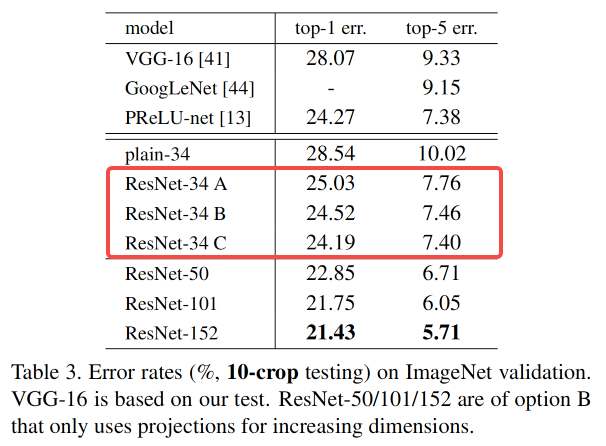 model top-1 err. top-5 err.
VGG-16 [41] 28.07 9.33
GoogLeNet [44] - 9.15
PReLU-net [13] 24.27 7.38
plain-34 28.54 10.02
ResNet-34 A 25.03 7.76
ResNet-34 B 24.52 7.46
ResNet-34 C 24.19 7.40
ResNet-50 22.85 6.71
ResNet-101 21.75 6.05
ResNet-152 21.43 5.71
Table 3. Error rates (%, 10-crop testing) on ImageNet validation.
VGG-16 is based on our test. ResNet-50/101/152 are of option B
that only uses projections for increasing dimensions.